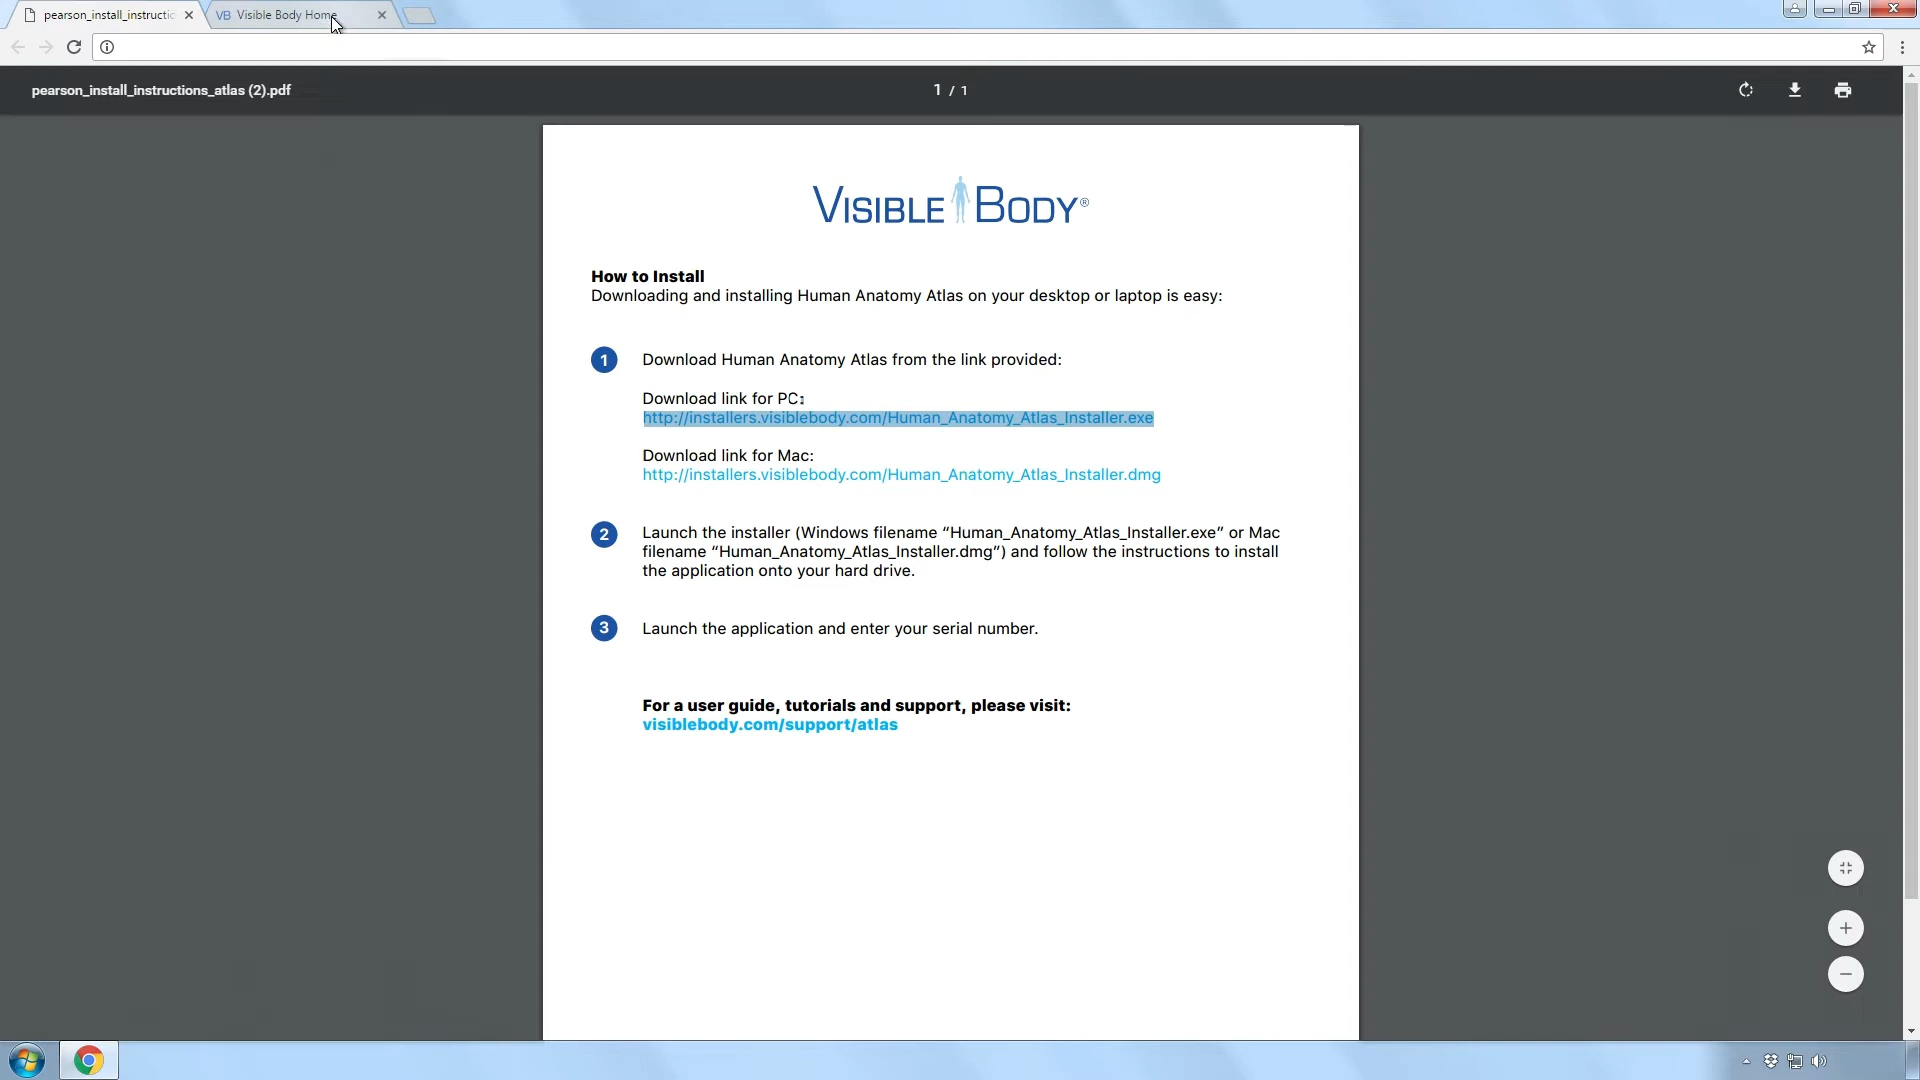 pearson_install_instructic
VB Visible Body Home
pearson_install_instructions_atlas (2).pdf
1 / 1
VISIBLE BODY®
How to Install
Downloading and installing Human Anatomy Atlas on your desktop or laptop is easy:
1 Download Human Anatomy Atlas from the link provided:
Download link for PC:
http://installers.visiblebody.com/Human_Anatomy_Atlas_Installer.exe
Download link for Mac:
http://installers.visiblebody.com/Human_Anatomy_Atlas_Installer.dmg
2 Launch the installer (Windows filename “Human_Anatomy_Atlas_Installer.exe” or Mac
filename “Human_Anatomy_Atlas_Installer.dmg”) and follow the instructions to install
the application onto your hard drive.
3 Launch the application and enter your serial number.
For a user guide, tutorials and support, please visit:
visiblebody.com/support/atlas